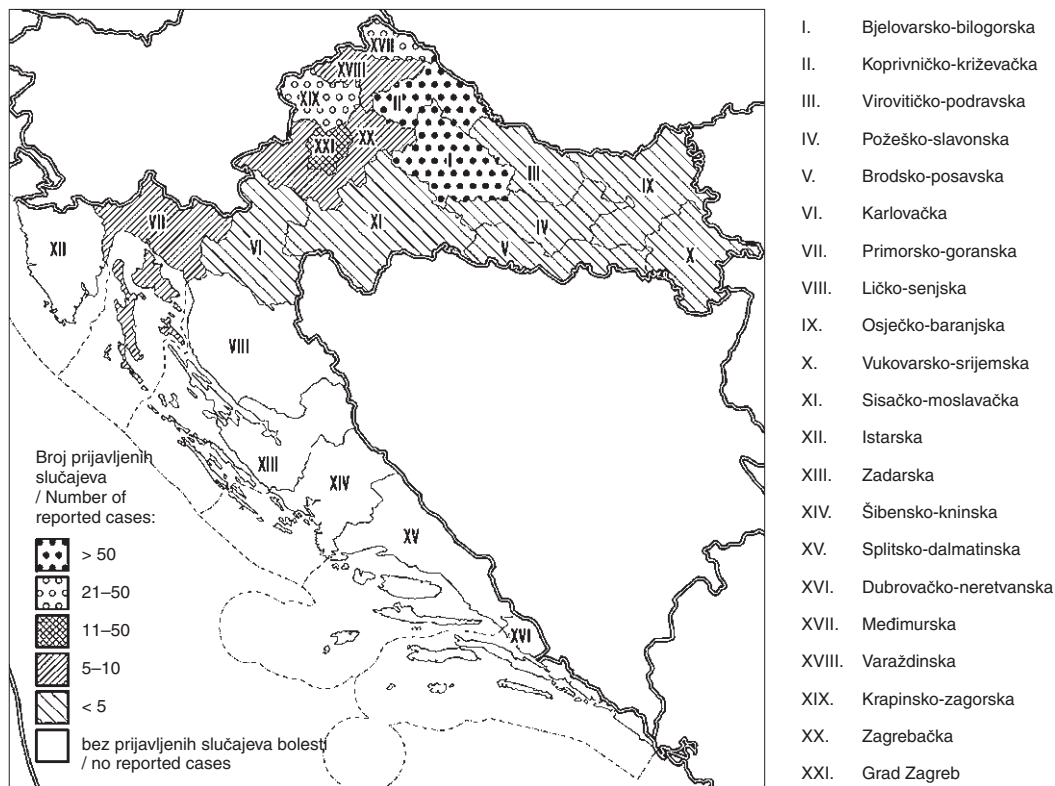 XVII
XVIII
XIX
II
XX
XXI
I
III
IX
VII
XI
IV
XII
VI
V
X
VIII
XIII
XIV
XV
XVI
Broj prijavljenih
slučajeva
/ Number of
reported cases:
> 50
21–50
11–50
5–10
< 5
bez prijavljenih slučajeva bolesti
/ no reported cases
I. Bjelovarsko-bilogorska
II. Koprivničko-križevačka
III. Virovitičko-podravska
IV. Požeško-slavonska
V. Brodsko-posavska
VI. Karlovačka
VII. Primorsko-goranska
VIII. Ličko-senjska
IX. Osječko-baranjska
X. Vukovarsko-srijemska
XI. Sisačko-moslavačka
XII. Istarska
XIII. Zadarska
XIV. Šibensko-kninska
XV. Splitsko-dalmatinska
XVI. Dubrovačko-neretvanska
XVII. Međimurska
XVIII. Varaždinska
XIX. Krapinsko-zagorska
XX. Zagrebačka
XXI. Grad Zagreb